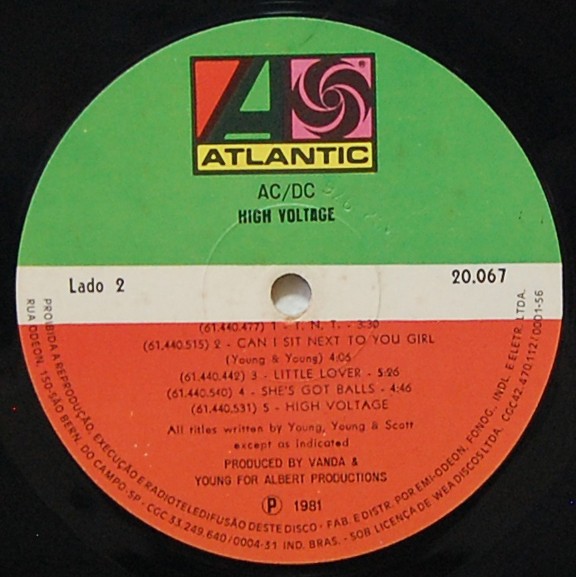 ATLANTIC
AC/DC
HIGH VOLTAGE
Lado 2
20.067
(61.440.477) 1 - T. N. T. - 3:30
(61.440.515) 2 - CAN I SIT NEXT TO YOU GIRL
(Young & Young) 4:06
(61.440.442) 3 - LITTLE LOVER - 5:26
(61.440.540) 4 - SHE'S GOT BALLS - 4:46
(61.440.531) 5 - HIGH VOLTAGE
All titles written by Young, Young & Scott
except as indicated
PRODUCED BY VANDA &
YOUNG FOR ALBERT PRODUCTIONS
Ⓟ 1981
PROIBIDA A REPRODUÇÃO, EXECUÇÃO E RADIOTELEDIFUSÃO DESTE DISCO - FAB. E DISTR. POR EMI-ODEON, FONOG., INDL. E ELETR. LTDA.
RUA ODEON, 150-SÃO BERN. DO CAMPO-SP - CGC 33.249.640/0004-31 IND. BRAS. - SOB LICENÇA DE WEA DISCOS LTDA. CGC 42.470.112/0001-56